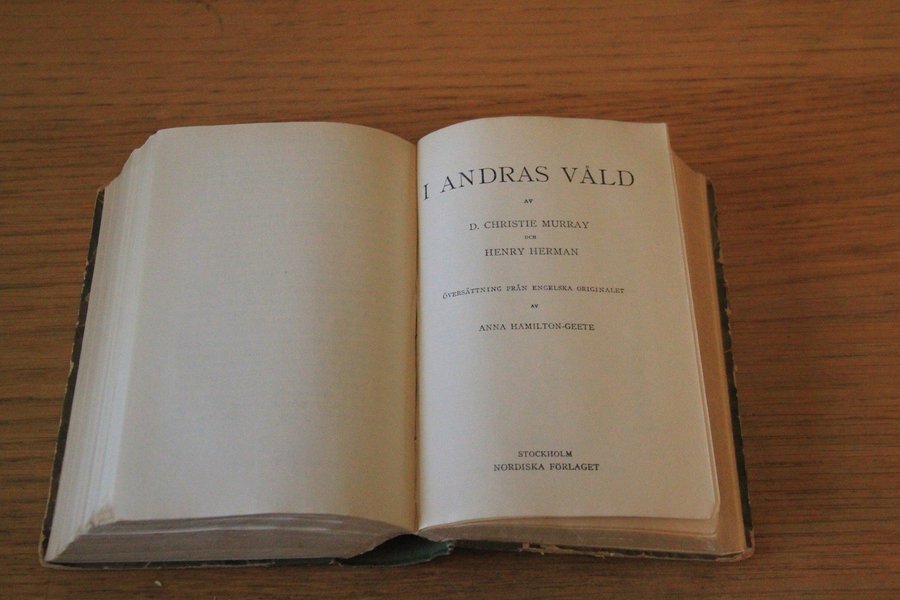 I ANDRAS VÅLD
AV
D. CHRISTIE MURRAY
OCH
HENRY HERMAN
ÖVERSÄTTNING FRÅN ENGELSKA ORIGINALET
AV
ANNA HAMILTON-GEETE
STOCKHOLM
NORDISKA FÖRLAGET